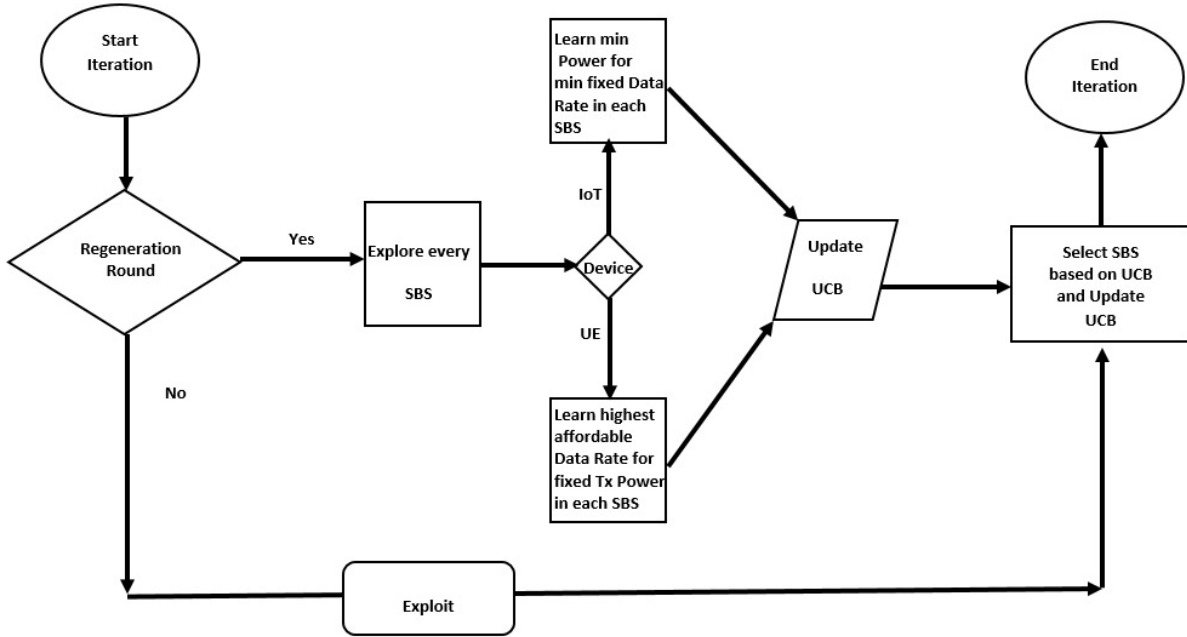 Start
Iteration
Regeneration
Round
Yes
No
Explore every
SBS
Device
IoT
UE
Learn min
Power for
min fixed Data
Rate in each
SBS
Learn highest
affordable
Data Rate for
fixed Tx Power
in each SBS
Update
UCB
Select SBS
based on UCB
and Update
UCB
End
Iteration
Exploit